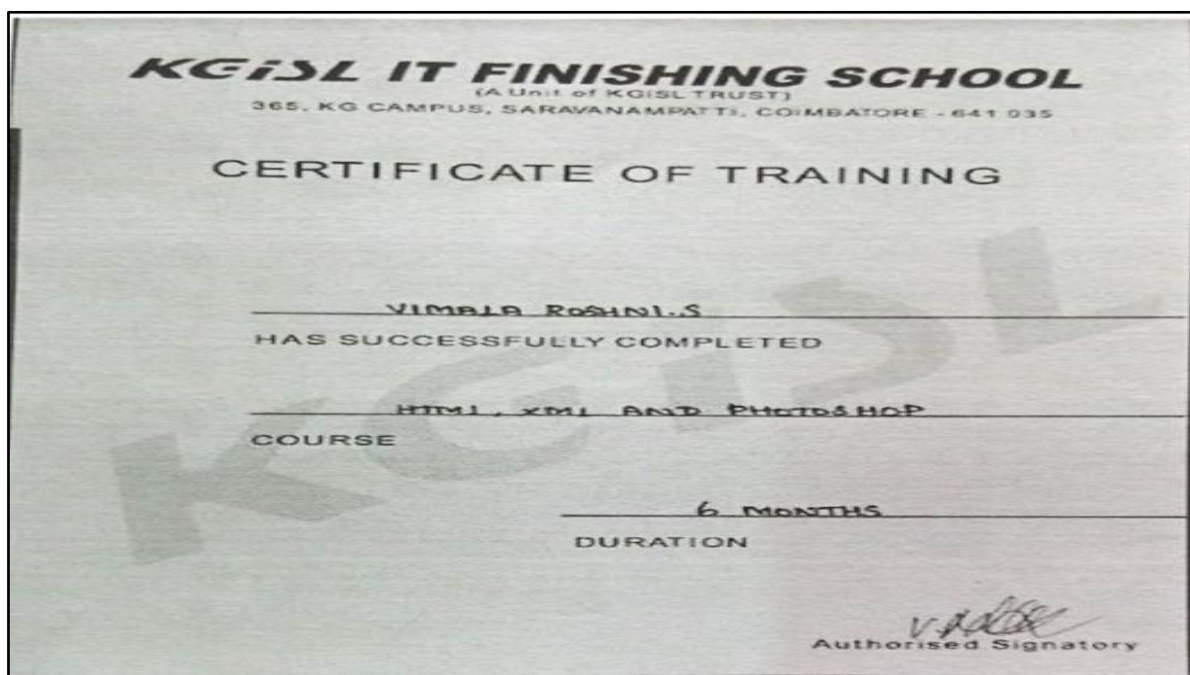 KGiSL IT FINISHING SCHOOL
(A Unit of KGiSL TRUST)
365, KG CAMPUS, SARAVANAMPATTI, COIMBATORE - 641 035
CERTIFICATE OF TRAINING
VIMALA ROSHNI.S
HAS SUCCESSFULLY COMPLETED
HTML, XML AND PHOTOSHOP
COURSE
6 MONTHS
DURATION
Authorised Signatory
KGiSL